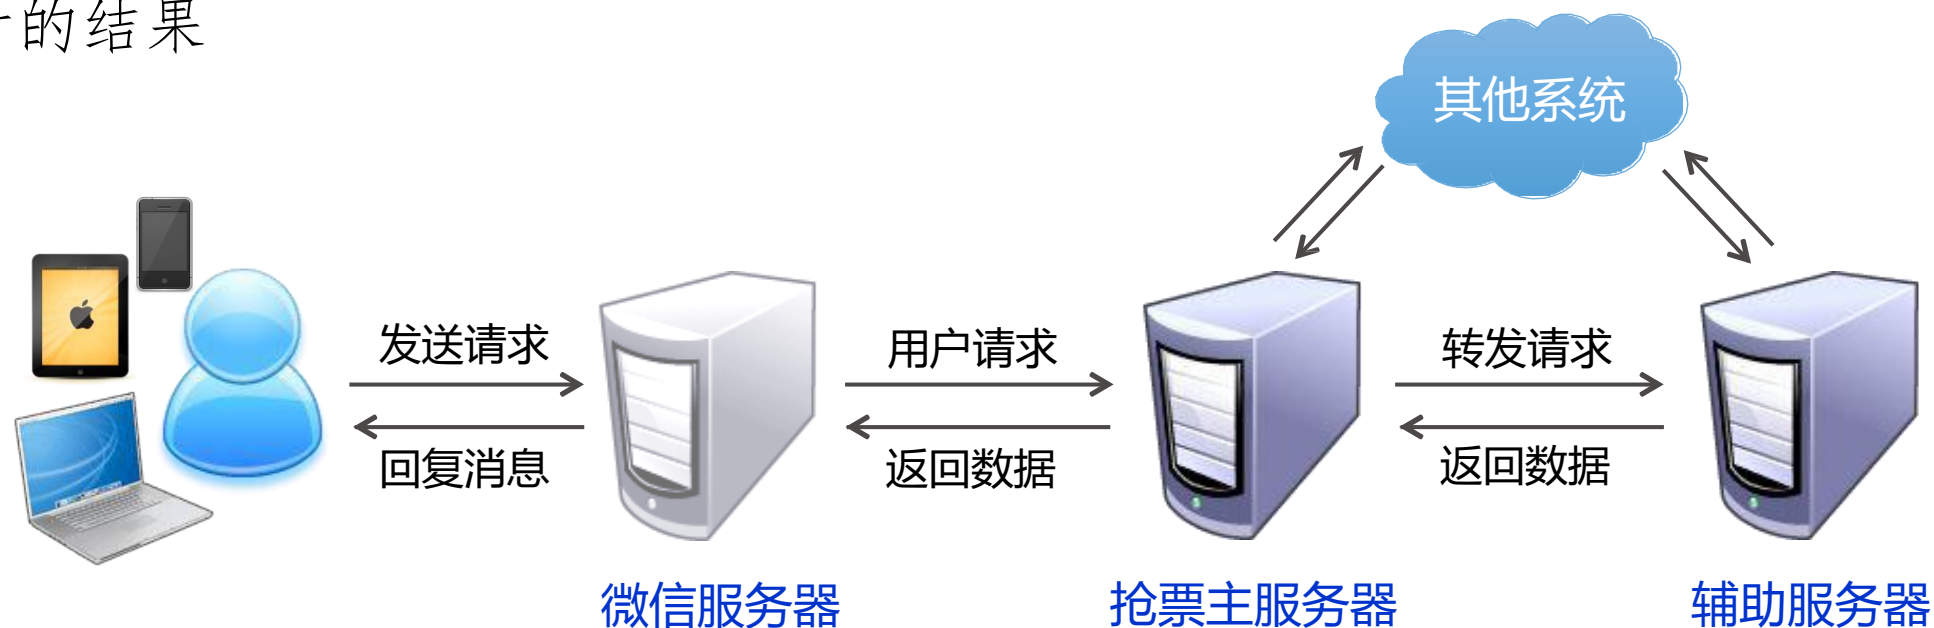 的结果
其他系统
发送请求
用户请求
转发请求
回复消息
返回数据
返回数据
微信服务器
抢票主服务器
辅助服务器